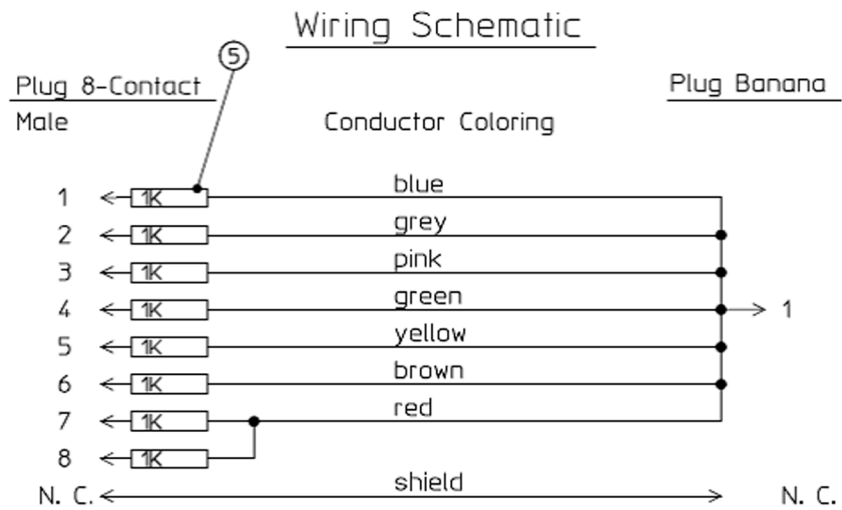 Wiring Schematic
5
Plug 8-Contact
Plug Banana
Male
Conductor Coloring
1 1K blue
2 1K grey
3 1K pink
4 1K green 1
5 1K yellow
6 1K brown
7 1K red
8 1K
N. C. shield N. C.